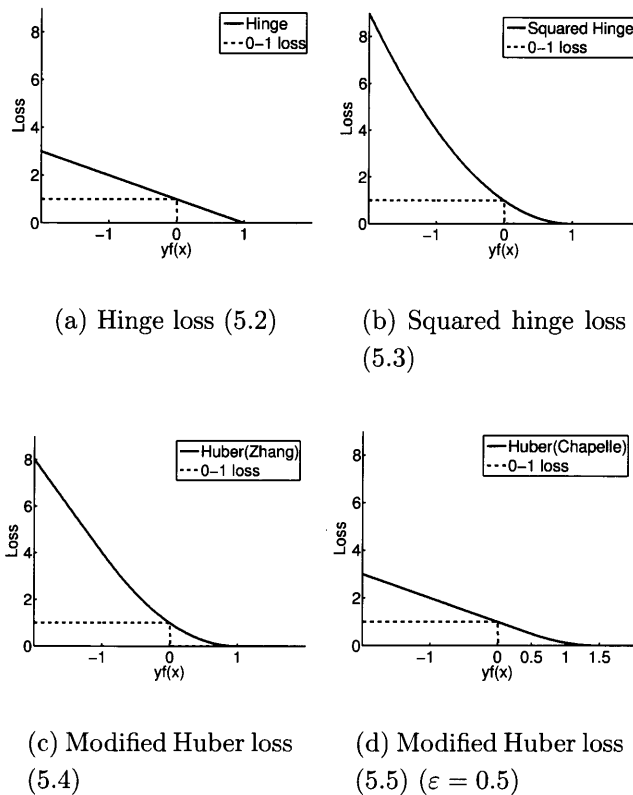 8
6
4
2
0
Loss
Hinge
0-1 loss
-1
0
1
yf(x)
(a) Hinge loss (5.2)
8
6
4
2
0
Loss
Squared Hinge
0-1 loss
-1
0
1
yf(x)
(b) Squared hinge loss
(5.3)
8
6
4
2
0
Loss
Huber(Zhang)
0-1 loss
-1
0
1
yf(x)
(c) Modified Huber loss
(5.4)
8
6
4
2
0
Loss
Huber(Chapelle)
0-1 loss
-1
0
0.5
1
1.5
yf(x)
(d) Modified Huber loss
(5.5) (ε = 0.5)